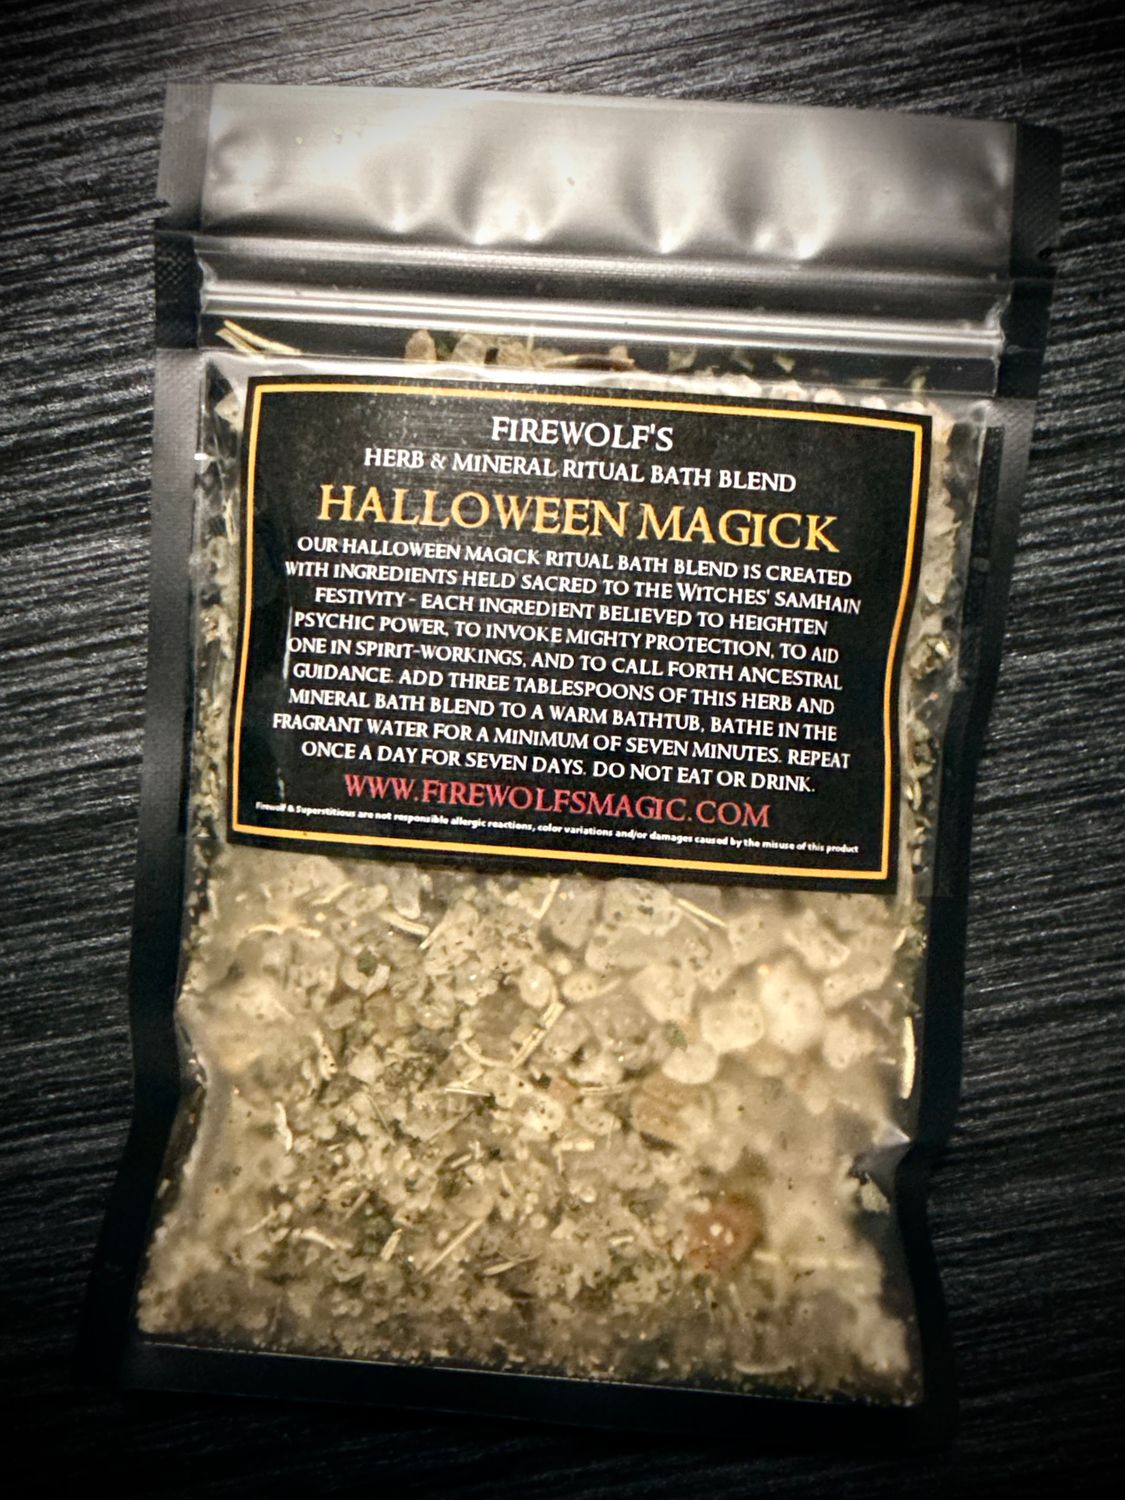 FIREWOLF'S
HERB & MINERAL RITUAL BATH BLEND
HALLOWEEN MAGICK
OUR HALLOWEEN MAGICK RITUAL BATH BLEND IS CREATED
WITH INGREDIENTS HELD SACRED TO THE WITCHES' SAMHAIN
FESTIVITY - EACH INGREDIENT BELIEVED TO HEIGHTEN
PSYCHIC POWER, TO INVOKE MIGHTY PROTECTION, TO AID
ONE IN SPIRIT-WORKINGS, AND TO CALL FORTH ANCESTRAL
GUIDANCE. ADD THREE TABLESPOONS OF THIS HERB AND
MINERAL BATH BLEND TO A WARM BATHTUB, BATHE IN THE
FRAGRANT WATER FOR A MINIMUM OF SEVEN MINUTES. REPEAT
ONCE A DAY FOR SEVEN DAYS. DO NOT EAT OR DRINK.
WWW.FIREWOLFSMAGIC.COM
Firewolf & Superstitious are not responsible allergic reactions, color variations and/or damages caused by the misuse of this product